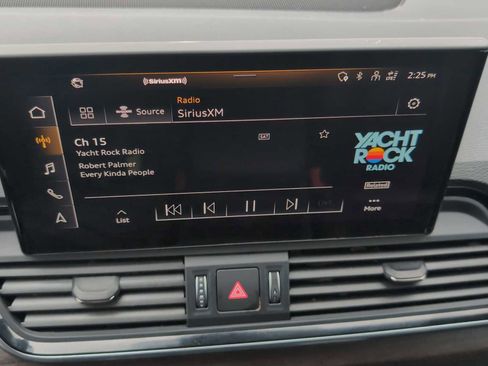 ((SiriusXM))
2:25 PM
Source
Radio
SiriusXM
Ch 15
Yacht Rock Radio
SAT
Robert Palmer
Every Kinda People
YACHT
ROCK
RADIO
Related
List
More